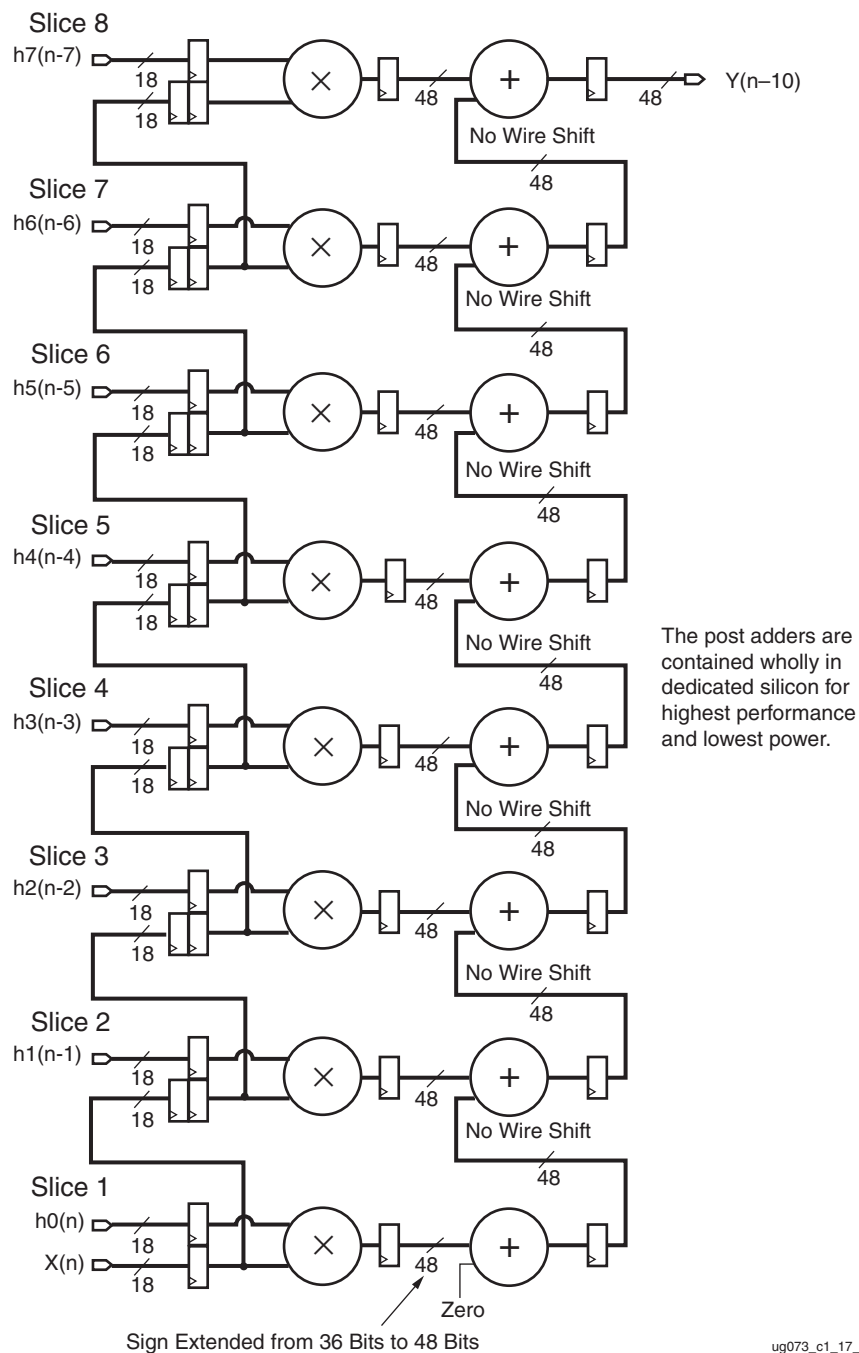 Slice 8
h7(n-7)
18
18
48
48
Y(n–10)
No Wire Shift
48
Slice 7
h6(n-6)
18
18
48
No Wire Shift
48
Slice 6
h5(n-5)
18
18
48
No Wire Shift
48
Slice 5
h4(n-4)
18
18
48
No Wire Shift
48
The post adders are
contained wholly in
dedicated silicon for
highest performance
and lowest power.
Slice 4
h3(n-3)
18
18
48
No Wire Shift
48
Slice 3
h2(n-2)
18
18
48
No Wire Shift
48
Slice 2
h1(n-1)
18
18
48
No Wire Shift
48
Slice 1
h0(n)
18
X(n)
18
48
Zero
Sign Extended from 36 Bits to 48 Bits
ug073_c1_17_